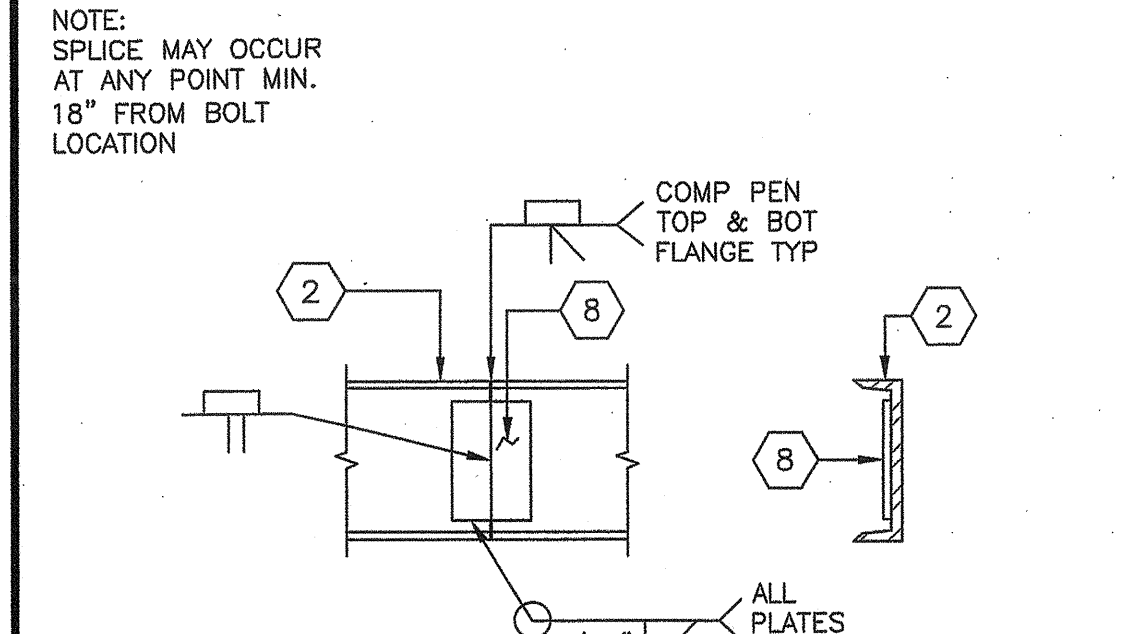 NOTE:
SPLICE MAY OCCUR
AT ANY POINT MIN.
18" FROM BOLT
LOCATION
COMP PEN
TOP & BOT
FLANGE TYP
2
8
2
8
ALL
PLATES